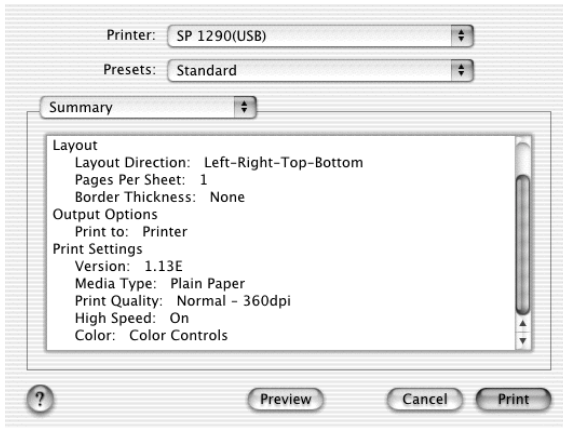 Printer: SP 1290(USB)
Presets: Standard
Summary
Layout
Layout Direction: Left-Right-Top-Bottom
Pages Per Sheet: 1
Border Thickness: None
Output Options
Print to: Printer
Print Settings
Version: 1.13E
Media Type: Plain Paper
Print Quality: Normal – 360dpi
High Speed: On
Color: Color Controls
? Preview Cancel Print